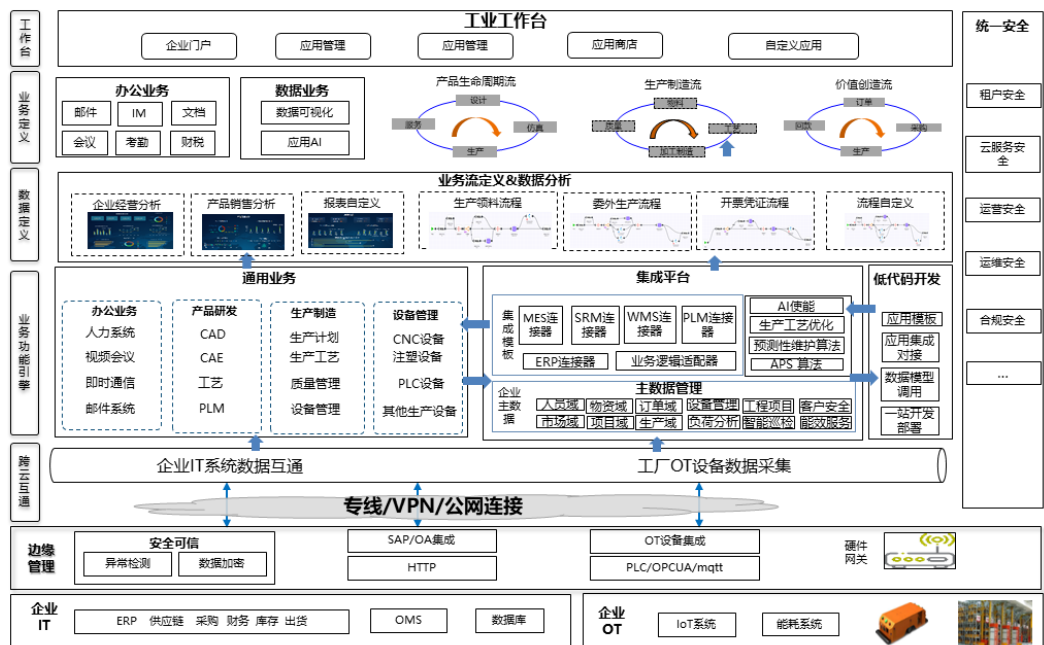 工作台
工业工作台
企业门户
应用管理
应用管理
应用商店
自定义应用
统一安全
租户安全
云服务安全
运营安全
运维安全
合规安全
...
业务定义
办公业务
邮件
IM
文档
会议
考勤
财税
数据业务
数据可视化
应用AI
产品生命周期流
设计
服务
仿真
生产
生产制造流
物料
质量
工艺
加工制造
价值创造流
订单
回款
采购
生产
数据定义
业务流定义&数据分析
企业经营分析
产品销售分析
报表自定义
生产领料流程
委外生产流程
开票凭证流程
流程自定义
业务功能引擎
通用业务
办公业务
人力系统
视频会议
即时通信
邮件系统
产品研发
CAD
CAE
工艺
PLM
生产制造
生产计划
生产工艺
质量管理
设备管理
设备管理
CNC设备
注塑设备
PLC设备
其他生产设备
集成平台
集成模板
MES连接器
SRM连接器
WMS连接器
PLM连接器
ERP连接器
业务逻辑适配器
AI使能
生产工艺优化
预测性维护算法
APS 算法
企业主数据
主数据管理
人员域
物资域
订单域
设备管理
工程项目
客户安全
市场域
项目域
生产域
负荷分析
智能巡检
能效服务
低代码开发
应用模板
应用集成对接
数据模型调用
一站开发部署
跨云互通
企业IT系统数据互通
工厂OT设备数据采集
专线/VPN/公网连接
边缘管理
安全可信
异常检测
数据加密
SAP/OA集成
HTTP
OT设备集成
PLC/OPCUA/mqtt
硬件网关
企业IT
ERP 供应链 采购 财务 库存 出货
OMS
数据库
企业OT
IoT系统
能耗系统